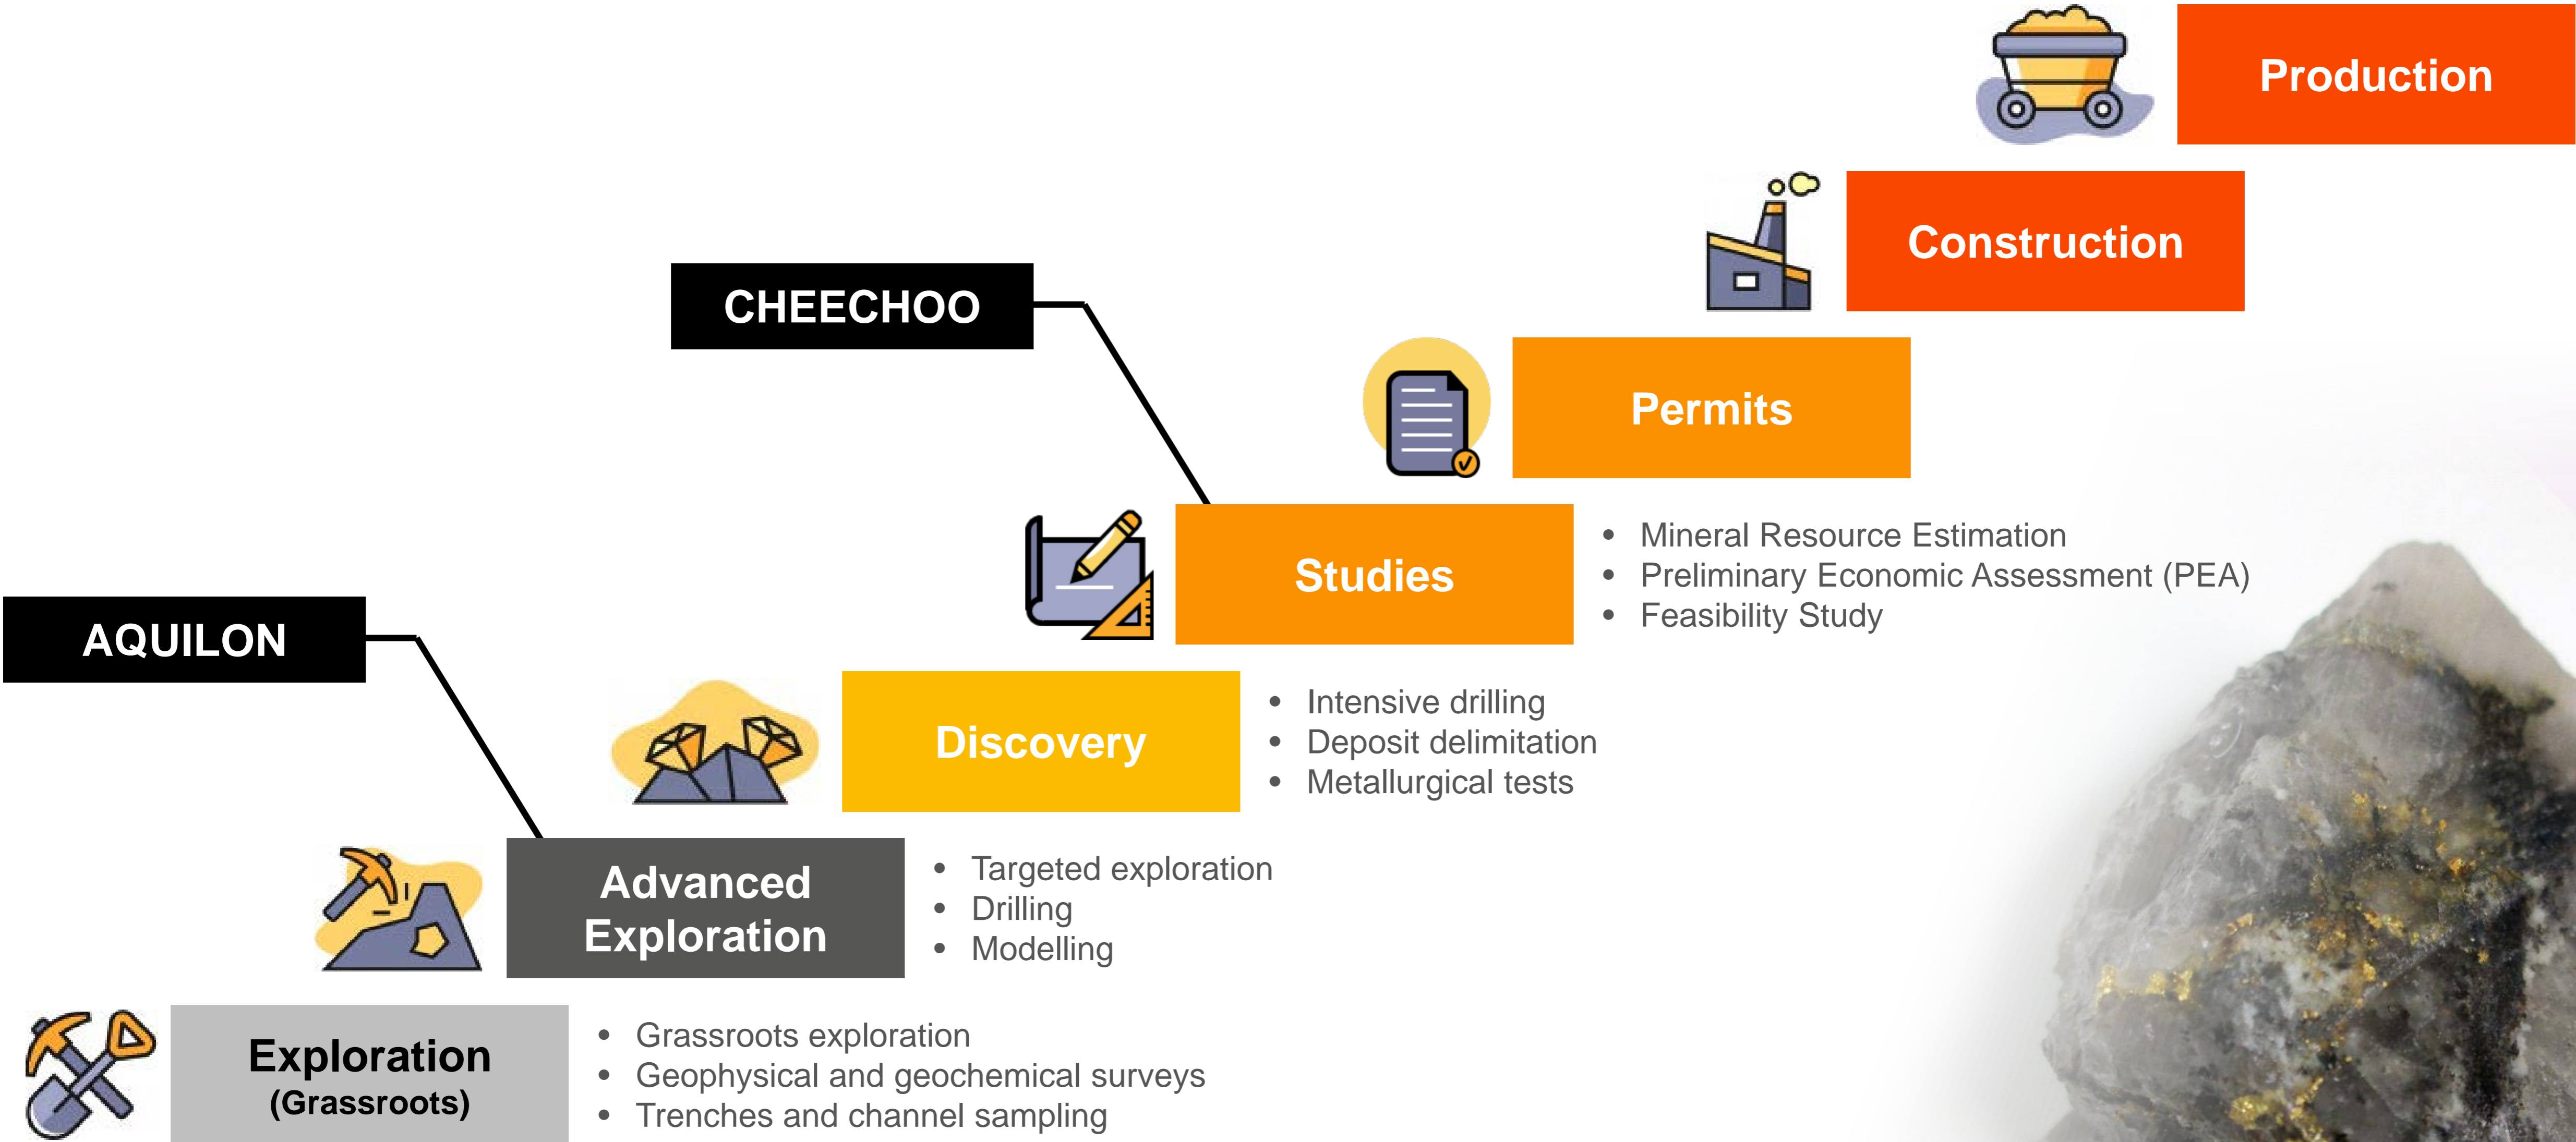 Production
Construction
CHEECHOO
Permits
Studies
• Mineral Resource Estimation
• Preliminary Economic Assessment (PEA)
• Feasibility Study
AQUILON
Discovery
• Intensive drilling
• Deposit delimitation
• Metallurgical tests
Advanced
Exploration
• Targeted exploration
• Drilling
• Modelling
Exploration
(Grassroots)
• Grassroots exploration
• Geophysical and geochemical surveys
• Trenches and channel sampling